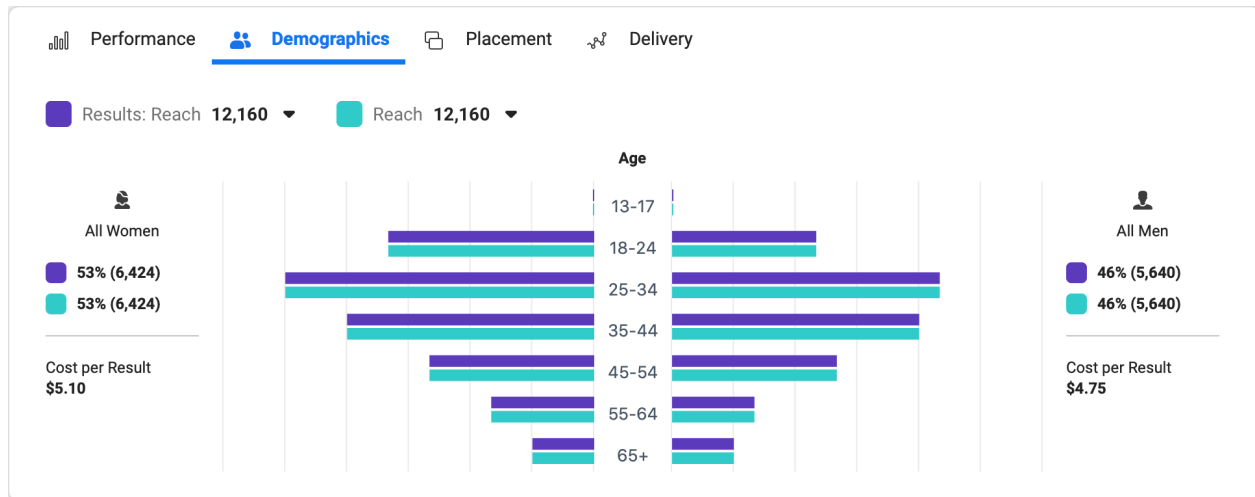 Performance Demographics Placement Delivery
Results: Reach 12,160 Reach 12,160
Age
13-17
18-24
25-34
35-44
45-54
55-64
65+
All Women
53% (6,424)
53% (6,424)
Cost per Result
$5.10
All Men
46% (5,640)
46% (5,640)
Cost per Result
$4.75